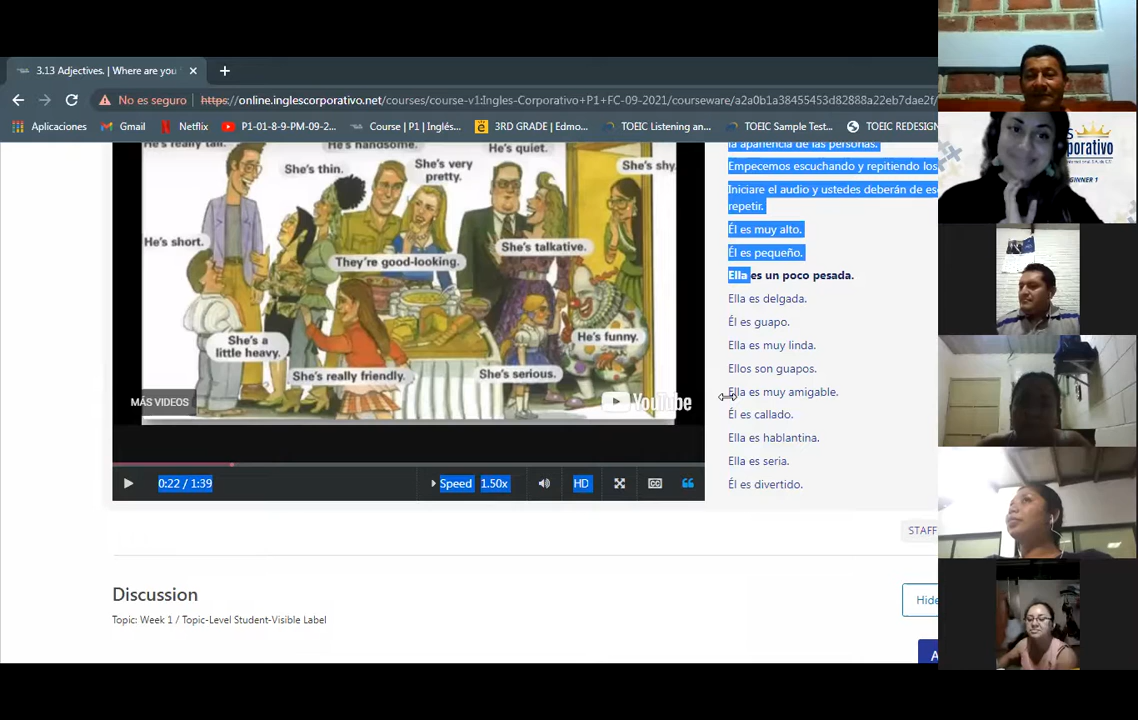 3.13 Adjectives. | Where are you
No es seguro
https://online.inglescorporativo.net/courses/course-v1:Ingles-Corporativo+P1+FC-09-2021/courseware/a2a0b1a38455453d82888a22eb7dae2f/
Aplicaciones
Gmail
Netflix
P1-01-8-9-PM-09-2...
Course | P1 | Inglés...
3RD GRADE | Edmo...
TOEIC Listening an...
TOEIC Sample Test...
TOEIC REDESIGN
He's really tall.
He's handsome.
He's quiet.
She's thin.
She's very
pretty.
She's shy.
He's short.
She's talkative.
They're good-looking.
She's a
little heavy.
He's funny.
She's really friendly.
She's serious.
MÁS VIDEOS
YouTube
0:22 / 1:39
Speed
1.50x
HD
la apariencia de las personas.
Empecemos escuchando y repitiendo los
Iniciare el audio y ustedes deberán de es
repetir.
Él es muy alto.
Él es pequeño.
Ella es un poco pesada.
Ella es delgada.
Él es guapo.
Ella es muy linda.
Ellos son guapos.
Ella es muy amigable.
Él es callado.
Ella es hablantina.
Ella es seria.
Él es divertido.
STAFF
Discussion
Topic: Week 1 / Topic-Level Student-Visible Label
Hide
A
rporativo
GINNER 1